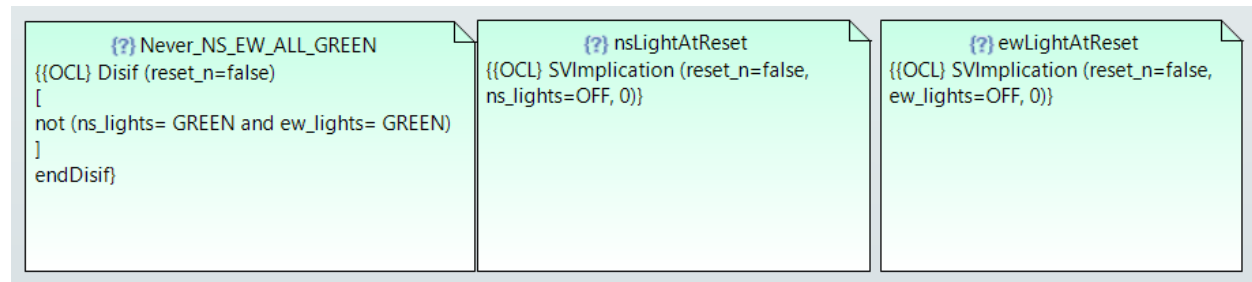 {?} Never_NS_EW_ALL_GREEN
{{OCL} Disif (reset_n=false)
[
not (ns_lights= GREEN and ew_lights= GREEN)
]
endDisif}
{?} nsLightAtReset
{{OCL} SVImplication (reset_n=false,
ns_lights=OFF, 0)}
{?} ewLightAtReset
{{OCL} SVImplication (reset_n=false,
ew_lights=OFF, 0)}